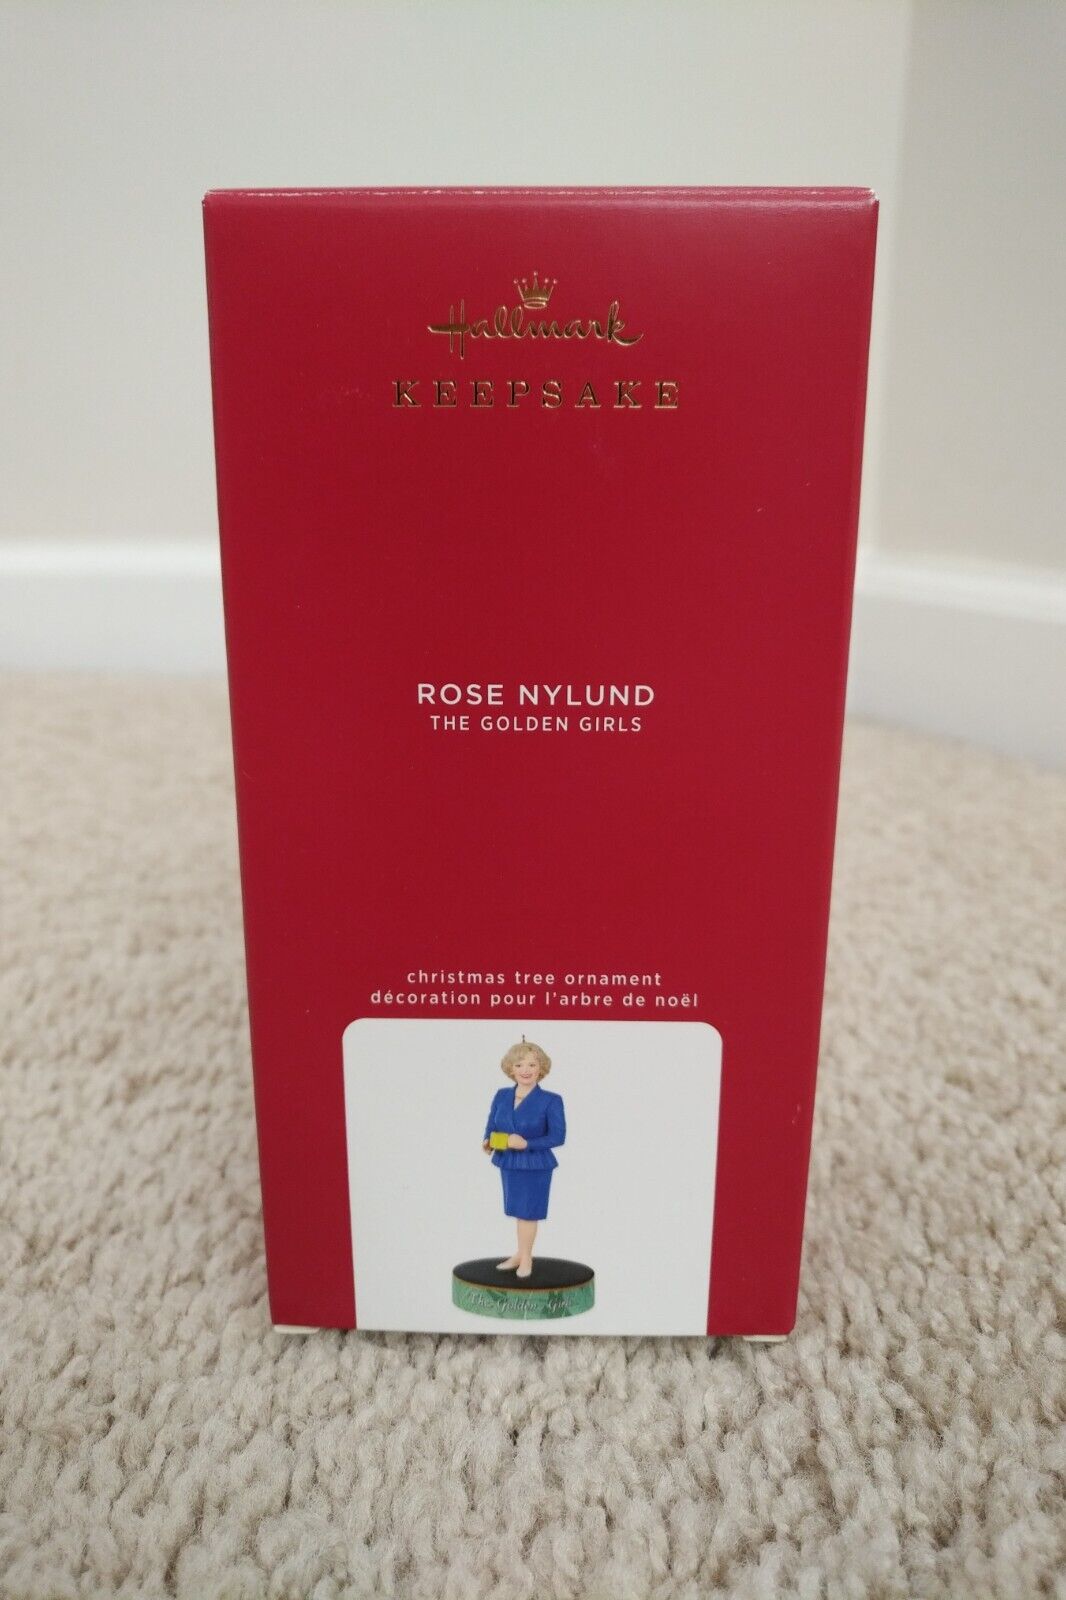 Hallmark
KEEPSAKE
ROSE NYLUND
THE GOLDEN GIRLS
christmas tree ornament
décoration pour l'arbre de noël
The Golden Girls